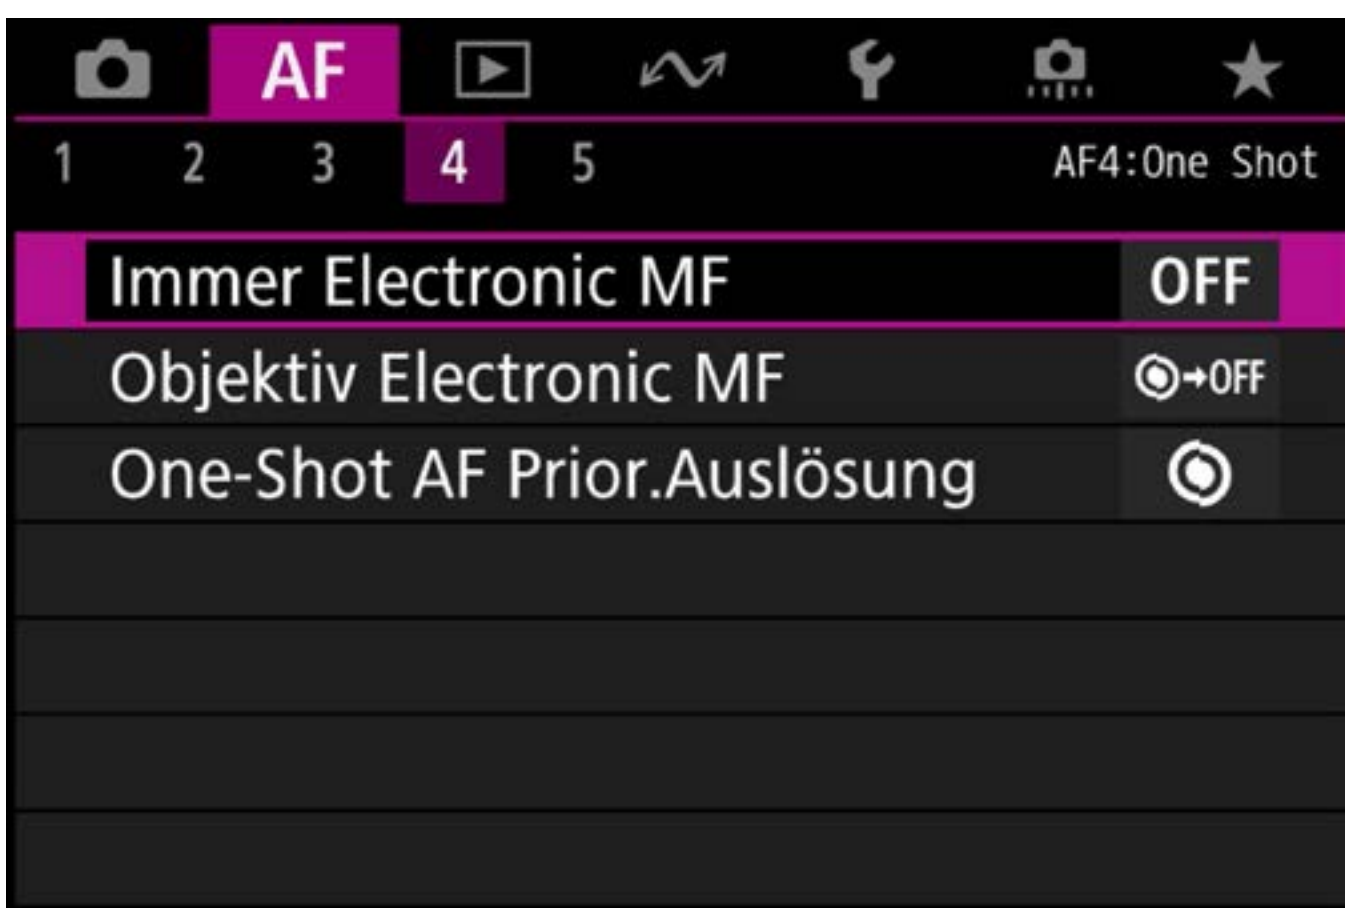 AF
1 2 3 4 5 AF4:One Shot
Immer Electronic MF OFF
Objektiv Electronic MF →OFF
One-Shot AF Prior.Auslösung